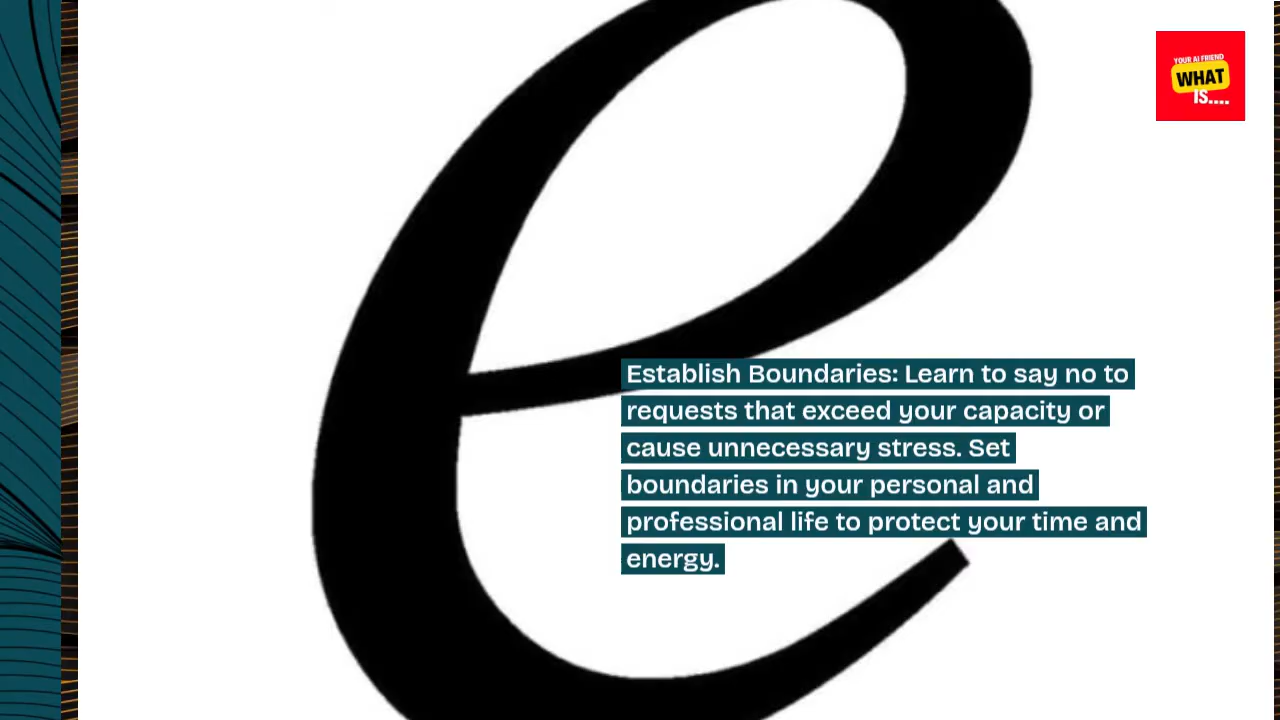 e
YOUR AI FRIEND
WHAT
IS....
Establish Boundaries: Learn to say no to
requests that exceed your capacity or
cause unnecessary stress. Set
boundaries in your personal and
professional life to protect your time and
energy.